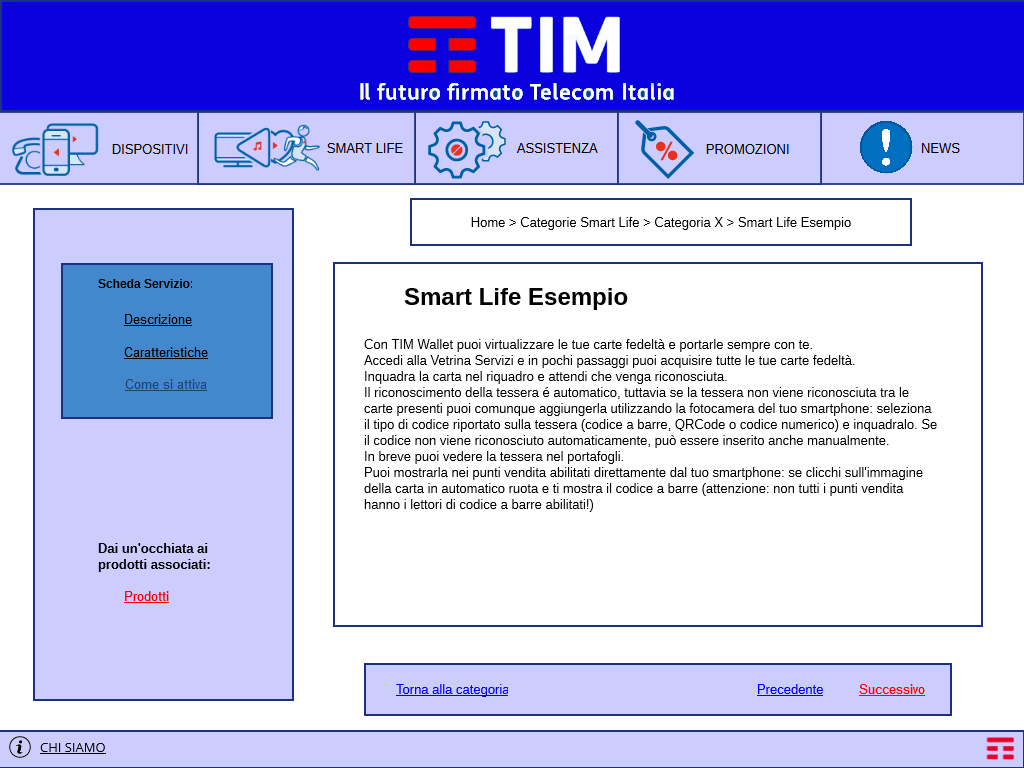 TIM
Il futuro firmato Telecom Italia
DISPOSITIVI
SMART LIFE
ASSISTENZA
PROMOZIONI
NEWS
Home > Categorie Smart Life > Categoria X > Smart Life Esempio
Scheda Servizio:
Descrizione
Caratteristiche
Come si attiva
Dai un'occhiata ai
prodotti associati:
Prodotti
Smart Life Esempio
Con TIM Wallet puoi virtualizzare le tue carte fedeltà e portarle sempre con te.
Accedi alla Vetrina Servizi e in pochi passaggi puoi acquisire tutte le tue carte fedeltà.
Inquadra la carta nel riquadro e attendi che venga riconosciuta.
Il riconoscimento della tessera é automatico, tuttavia se la tessera non viene riconosciuta tra le
carte presenti puoi comunque aggiungerla utilizzando la fotocamera del tuo smartphone: seleziona
il tipo di codice riportato sulla tessera (codice a barre, QRCode o codice numerico) e inquadralo. Se
il codice non viene riconosciuto automaticamente, può essere inserito anche manualmente.
In breve puoi vedere la tessera nel portafogli.
Puoi mostrarla nei punti vendita abilitati direttamente dal tuo smartphone: se clicchi sull'immagine
della carta in automatico ruota e ti mostra il codice a barre (attenzione: non tutti i punti vendita
hanno i lettori di codice a barre abilitati!)
Torna alla categoria
Precedente
Successivo
CHI SIAMO